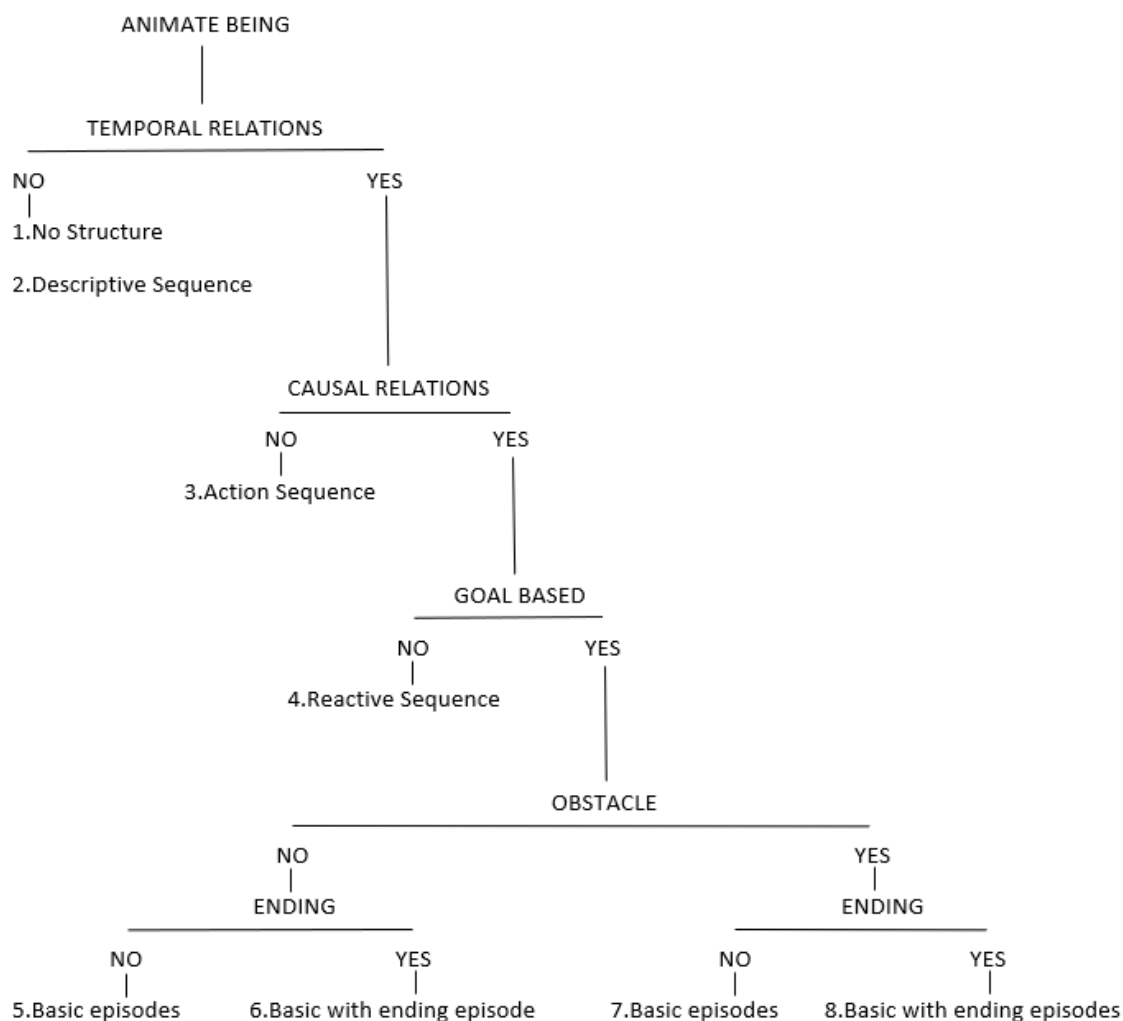 ANIMATE BEING
TEMPORAL RELATIONS
NO YES
1.No Structure
2.Descriptive Sequence
CAUSAL RELATIONS
NO YES
3.Action Sequence
GOAL BASED
NO YES
4.Reactive Sequence
OBSTACLE
NO YES
ENDING ENDING
NO YES NO YES
5.Basic episodes 6.Basic with ending episode 7.Basic episodes 8.Basic with ending episodes